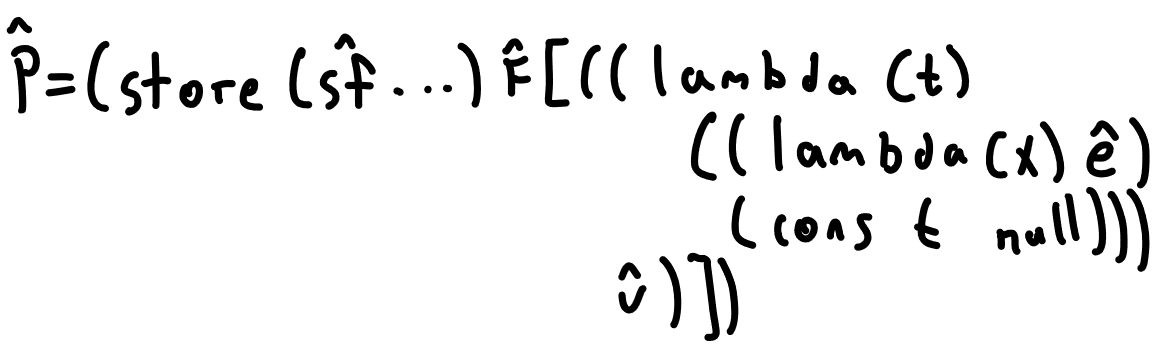 P̂=(store (sf̂ ...) F̂[((lambda (t)
((lambda (x) ê)
(cons t null)))
v̂)])